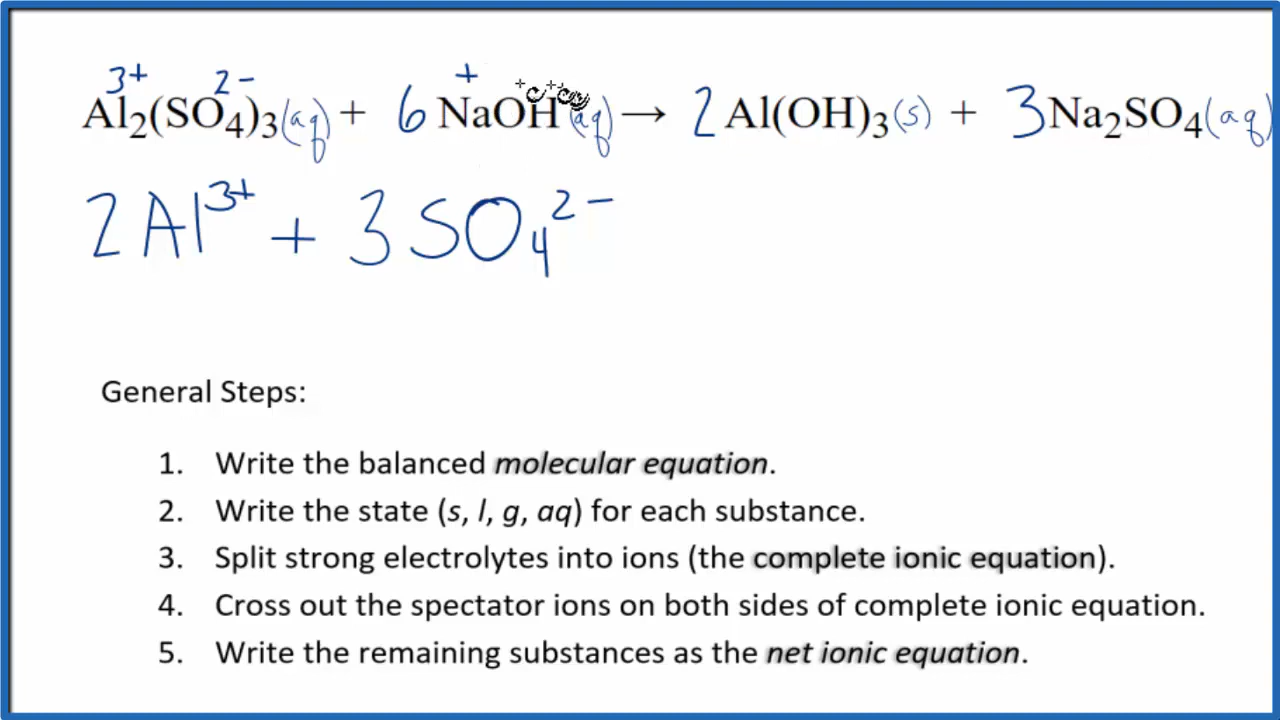 3+ 2- +
Al₂(SO₄)₃(aq) + 6 NaOH(aq) → 2 Al(OH)₃(s) + 3 Na₂SO₄(aq)
2 Al³⁺ + 3 SO₄²⁻
General Steps:
1. Write the balanced molecular equation.
2. Write the state (s, l, g, aq) for each substance.
3. Split strong electrolytes into ions (the complete ionic equation).
4. Cross out the spectator ions on both sides of complete ionic equation.
5. Write the remaining substances as the net ionic equation.